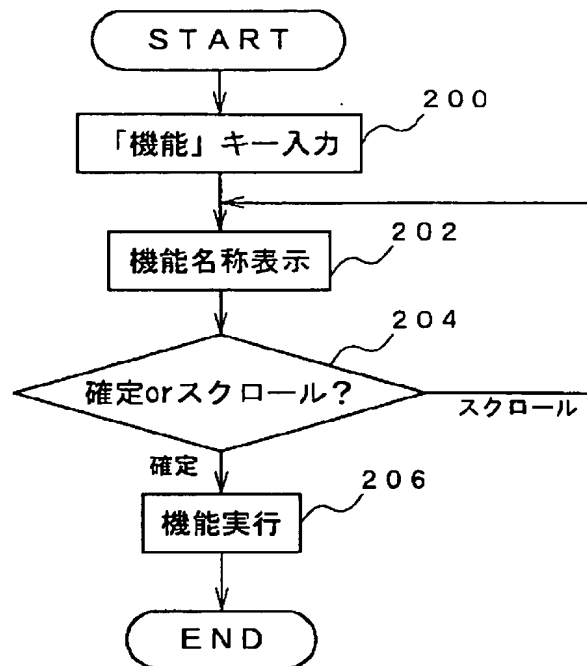 START
200
「機能」キー入力
202
機能名称表示
204
確定orスクロール？
スクロール
確定
206
機能実行
END